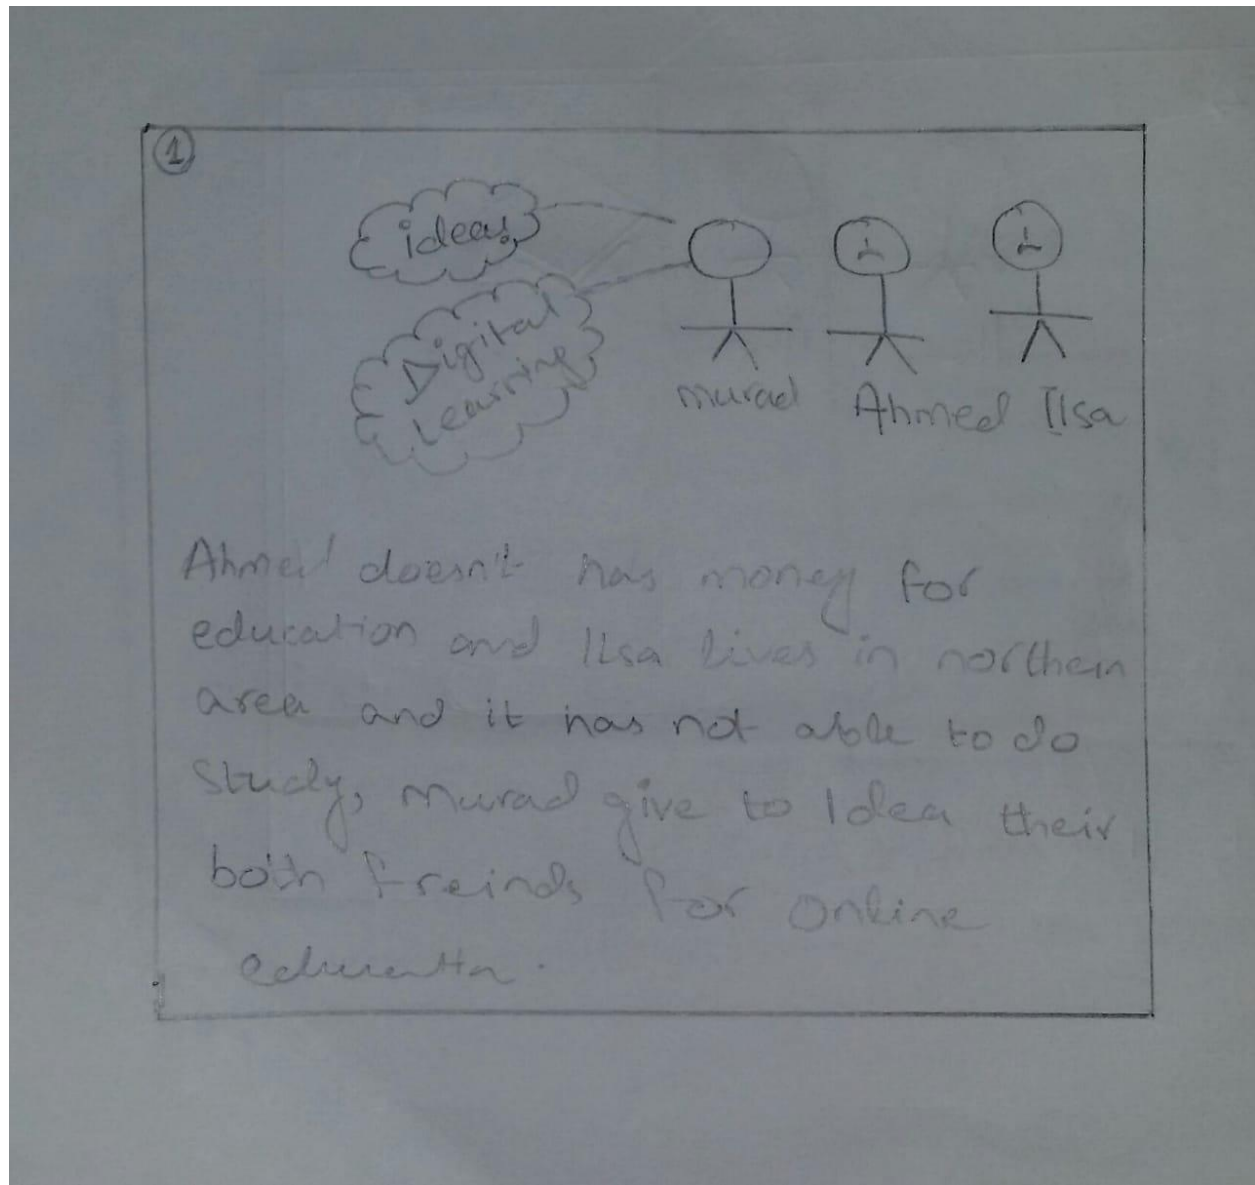 1
ideas
Digital
Learning
murad Ahmed Ilsa
Ahmed doesn't has money for
education and Ilsa lives in northern
area and it has not able to do
study, murad give to Idea their
both freinds for online